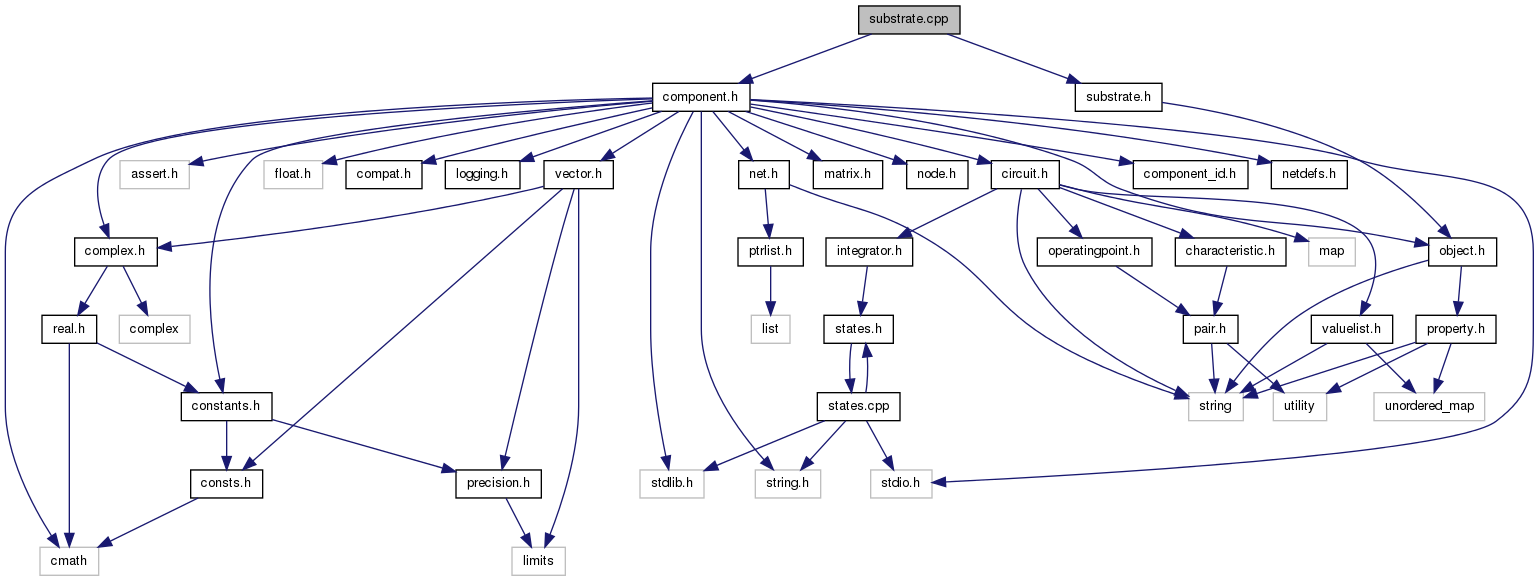 substrate.cpp
component.h
substrate.h
assert.h
float.h
compat.h
logging.h
vector.h
net.h
matrix.h
node.h
circuit.h
component_id.h
netdefs.h
complex.h
ptrlist.h
integrator.h
operatingpoint.h
characteristic.h
map
object.h
real.h
complex
list
states.h
pair.h
valuelist.h
property.h
constants.h
states.cpp
string
utility
unordered_map
consts.h
precision.h
stdlib.h
string.h
stdio.h
cmath
limits